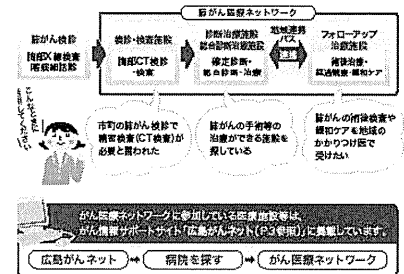 肺がん医療ネットワーク
肺がん検診
胸部X線検査
喀痰細胞診
検診・検査施設
胸部CT検診
・検査
診断治療施設
総合診断治療施設
確定診断・
総合診断・治療
地域連携
パス
連携
フォローアップ
治療施設
術後治療・
経過観察・緩和ケア
こんなときに
ください
市町の肺がん検診で
精密検査(CT検査)が
必要と言われた
肺がんの手術等の
治療ができる施設を
探している
肺がんの術後検査や
緩和ケアを地域の
かかりつけ医で
受けたい
がん医療ネットワークに参加している医療施設等は、
がん情報サポートサイト「広島がんネット(P.3参照)」に掲載しています。
広島がんネット
病院を探す
がん医療ネットワーク